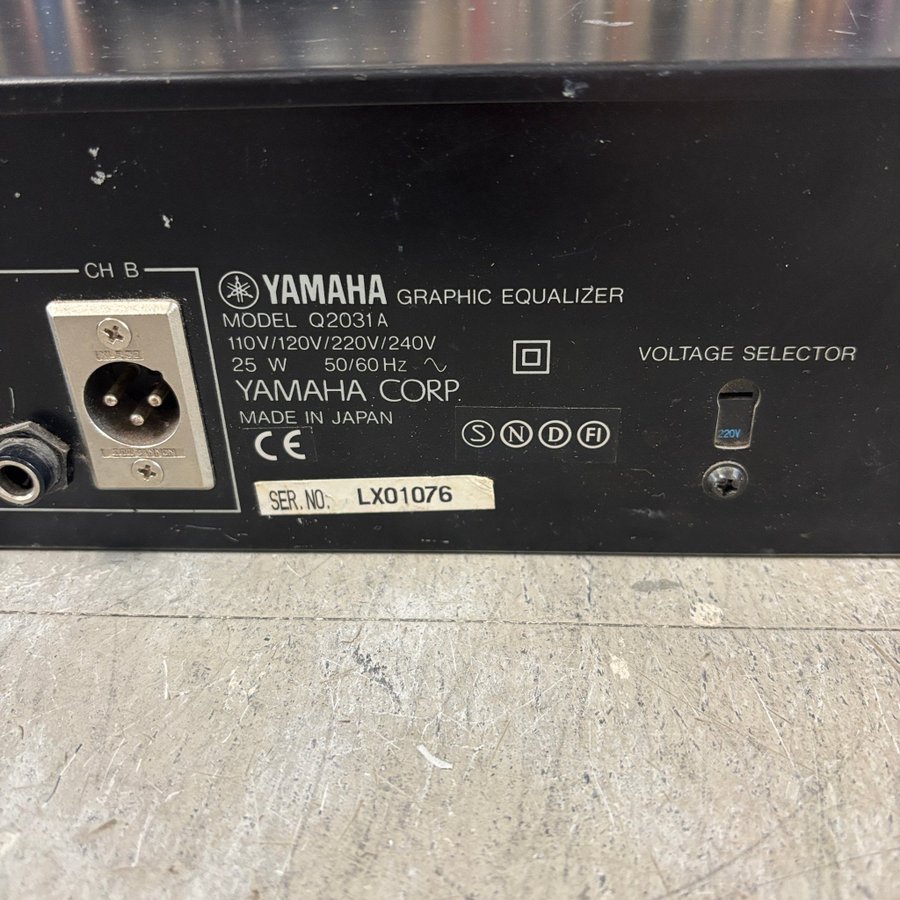 CH B
YAMAHA GRAPHIC EQUALIZER
MODEL Q2031A
110V/120V/220V/240V
25 W 50/60Hz
YAMAHA CORP.
MADE IN JAPAN
CE
S N D FI
SER. NO. LX01076
VOLTAGE SELECTOR
220V